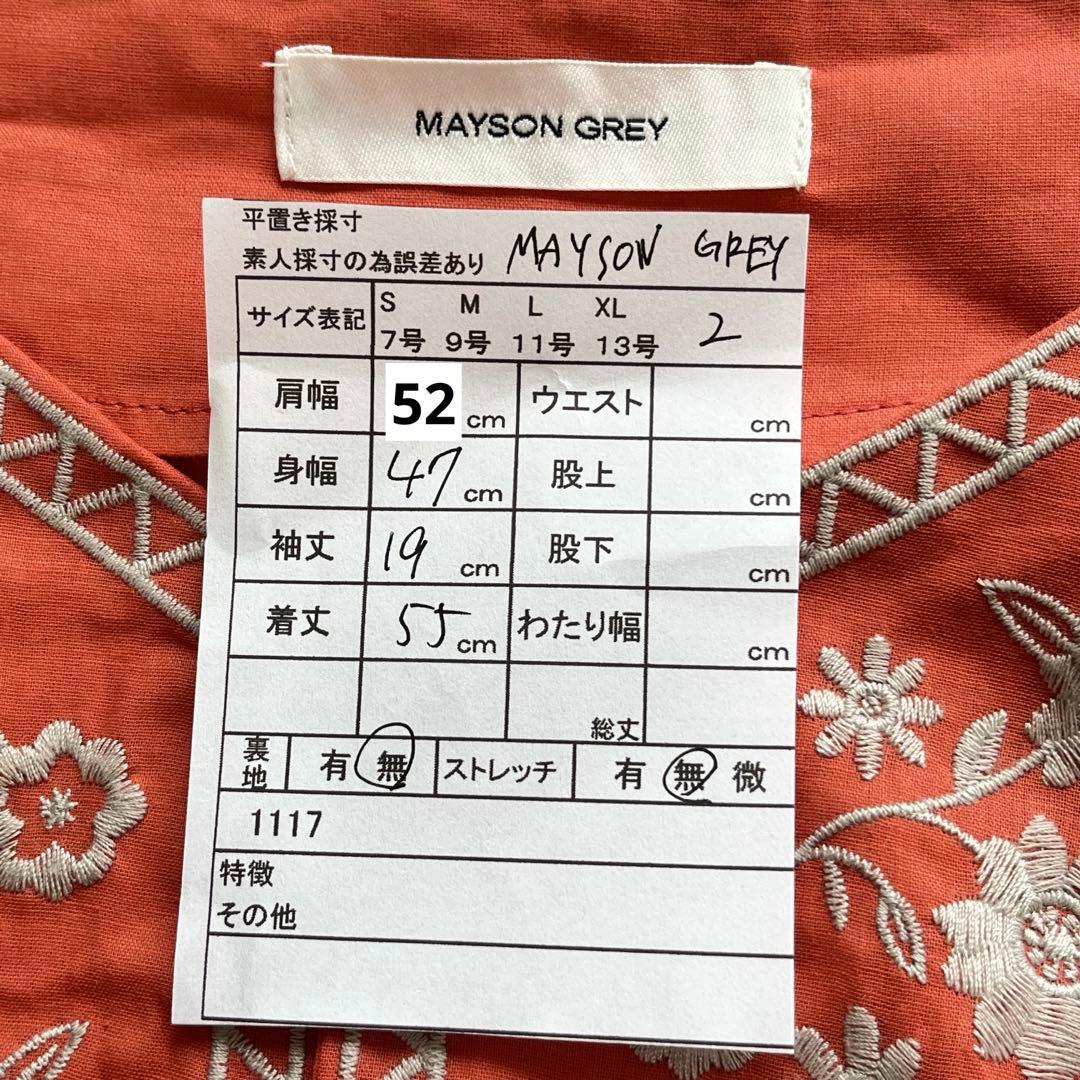 MAYSON GREY
平置き採寸
素人採寸の為誤差あり MAYSON GREY
サイズ表記 S M L XL 2
7号 9号 11号 13号
肩幅 52 cm ウエスト cm
身幅 47 cm 股上 cm
袖丈 19 cm 股下 cm
着丈 55 cm わたり幅 cm
総丈
裏地 有 無 ストレッチ 有 無 微
1117
特徴
その他